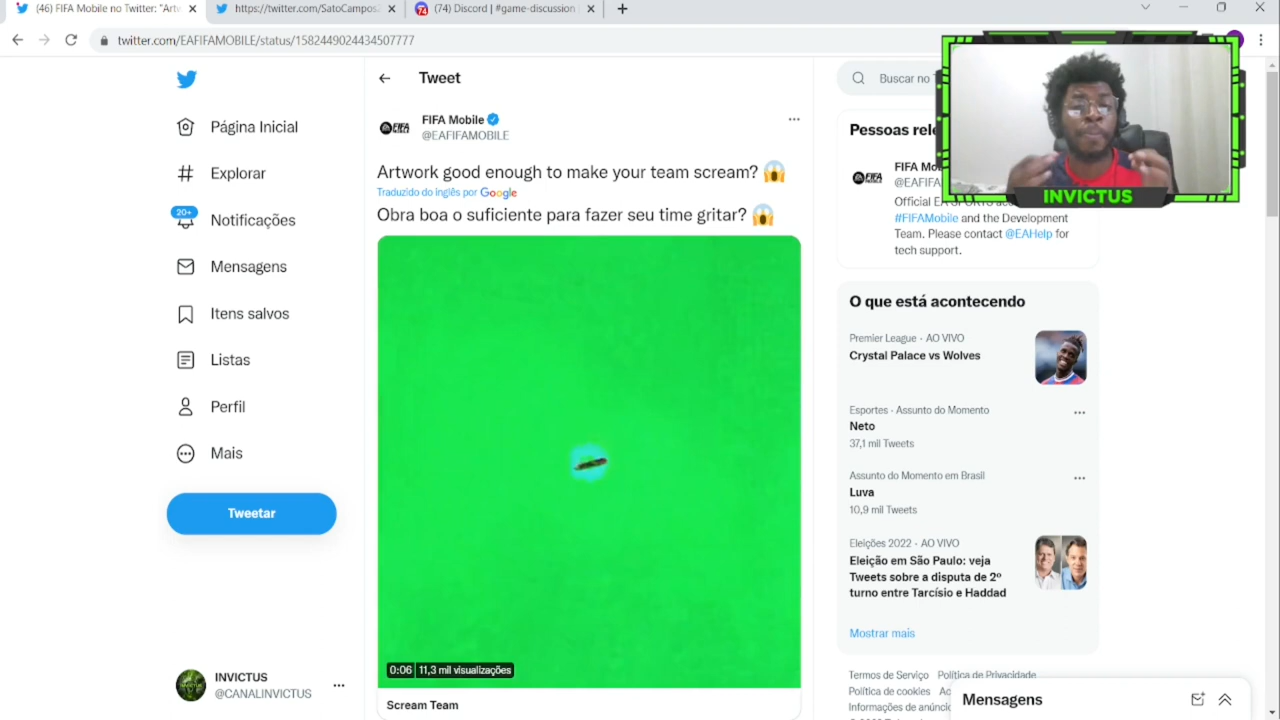 (46) FIFA Mobile no Twitter: "Arte
https://twitter.com/SatoCampos
(74) Discord | #game-discussion
twitter.com/EAFIFAMOBILE/status/1582449024434507777
Página Inicial
Explorar
20+
Notificações
Mensagens
Itens salvos
Listas
Perfil
Mais
Tweetar
INVICTUS
@CANALINVICTUS
Tweet
EA FIFA
FIFA Mobile
@EAFIFAMOBILE
Artwork good enough to make your team scream? 😱
Traduzido do inglês por Google
Obra boa o suficiente para fazer seu time gritar? 😱
0:06 11,3 mil visualizações
Scream Team
Buscar no
INVICTUS
Pessoas rele
FIFA Mo
@EAFIFA
Official E
#FIFAMobile and the Development
Team. Please contact @EAHelp for
tech support.
O que está acontecendo
Premier League · AO VIVO
Crystal Palace vs Wolves
Esportes · Assunto do Momento
Neto
37,1 mil Tweets
Assunto do Momento em Brasil
Luva
10,9 mil Tweets
Eleições 2022 · AO VIVO
Eleição em São Paulo: veja
Tweets sobre a disputa de 2º
turno entre Tarcísio e Haddad
Mostrar mais
Termos de Serviço Política de Privacidade
Política de cookies
Informações de anúnci
Mensagens